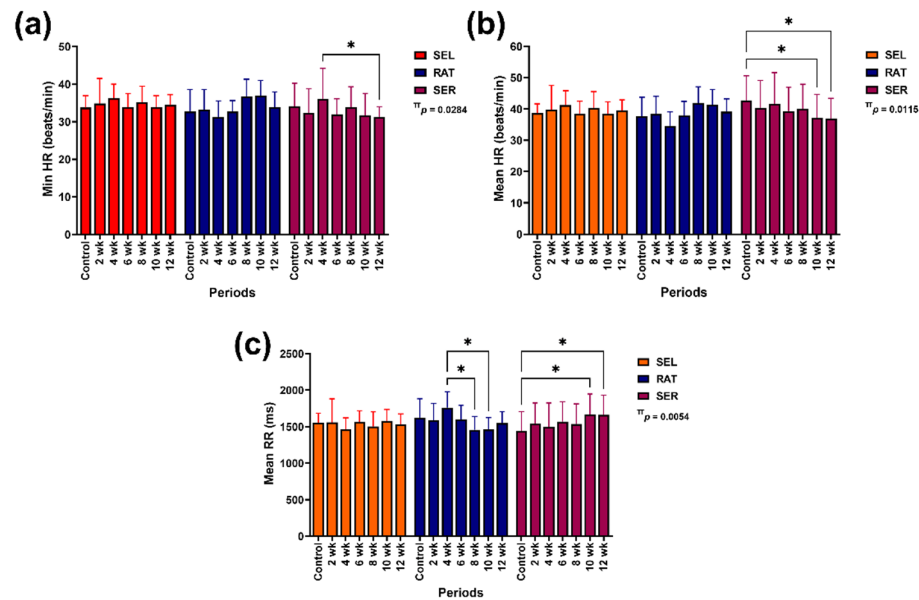 (a)
Min HR (beats/min)
50
40
30
20
10
0
*
SEL
RAT
SER
ππ p = 0.0284
Control
2 wk
4 wk
6 wk
8 wk
10 wk
12 wk
Control
2 wk
4 wk
6 wk
8 wk
10 wk
12 wk
Control
2 wk
4 wk
6 wk
8 wk
10 wk
12 wk
Periods
(b)
Mean HR (beats/min)
60
50
40
30
20
10
0
*
*
SEL
RAT
SER
ππ p = 0.0115
Control
2 wk
4 wk
6 wk
8 wk
10 wk
12 wk
Control
2 wk
4 wk
6 wk
8 wk
10 wk
12 wk
Control
2 wk
4 wk
6 wk
8 wk
10 wk
12 wk
Periods
(c)
Mean RR (ms)
2500
2000
1500
1000
500
0
*
*
*
*
SEL
RAT
SER
ππ p = 0.0054
Control
2 wk
4 wk
6 wk
8 wk
10 wk
12 wk
Control
2 wk
4 wk
6 wk
8 wk
10 wk
12 wk
Control
2 wk
4 wk
6 wk
8 wk
10 wk
12 wk
Periods